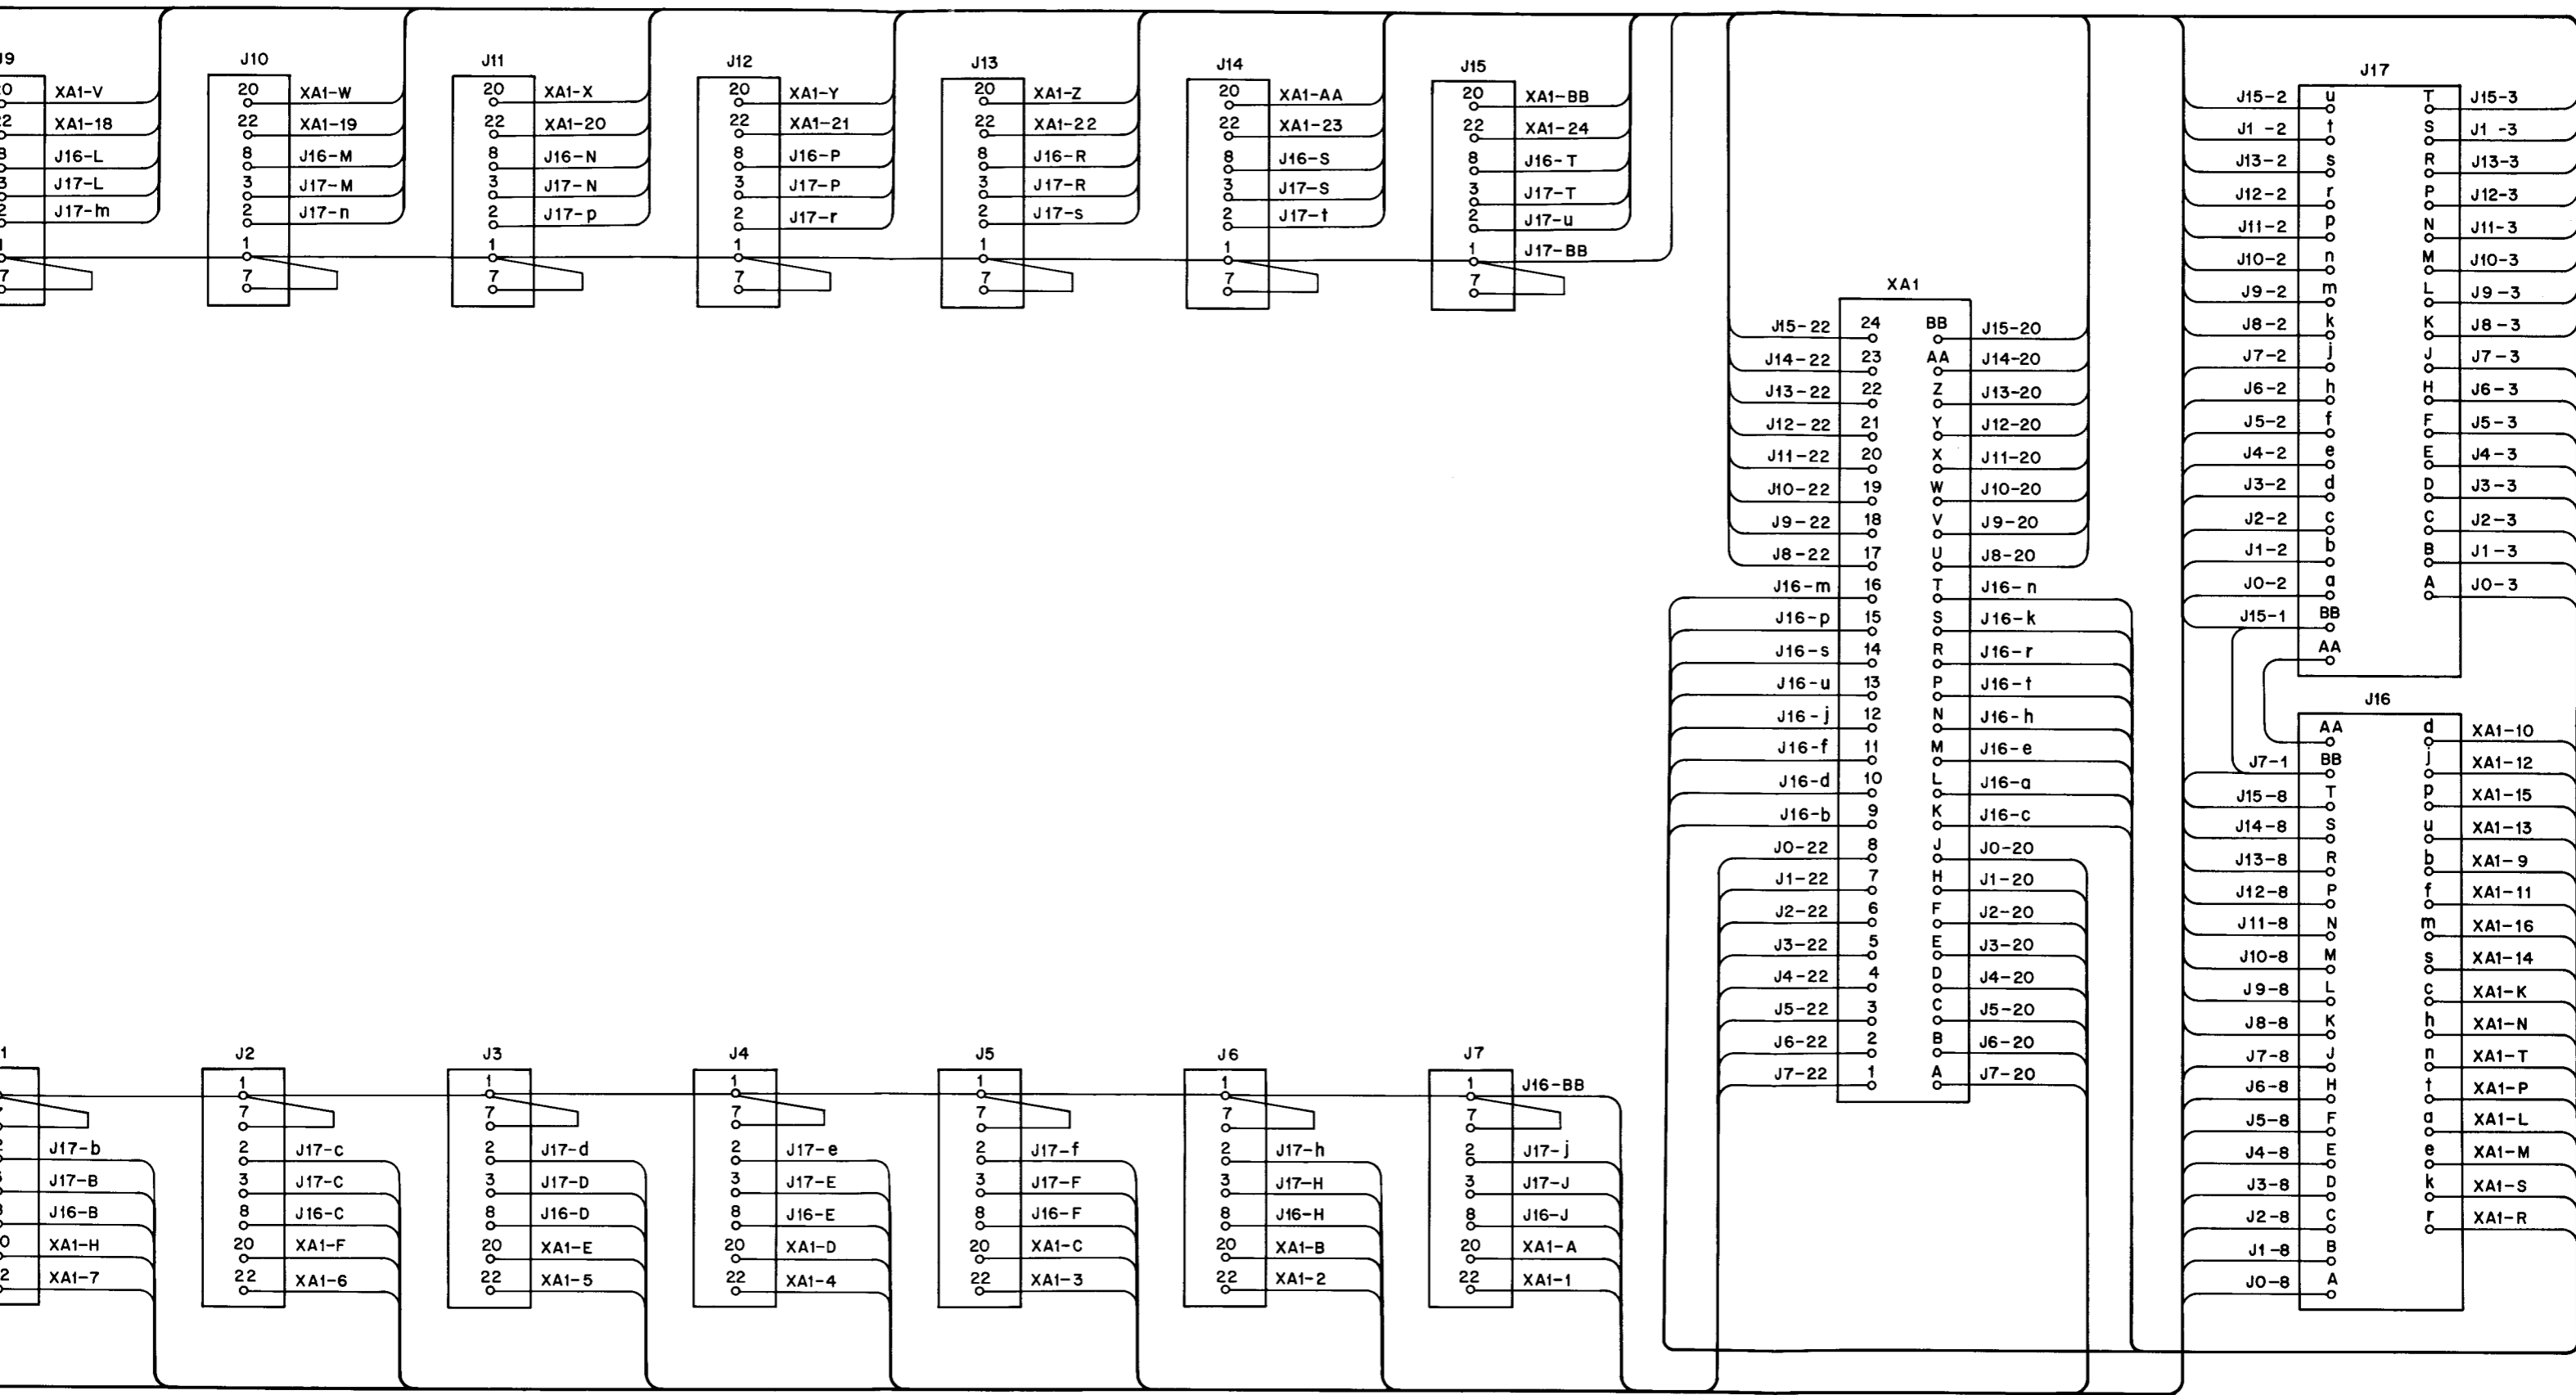 J9
20 XA1-V
22 XA1-18
8 J16-L
3 J17-L
2 J17-m
1
7
J10
20 XA1-W
22 XA1-19
8 J16-M
3 J17-M
2 J17-n
1
7
J11
20 XA1-X
22 XA1-20
8 J16-N
3 J17-N
2 J17-p
1
7
J12
20 XA1-Y
22 XA1-21
8 J16-P
3 J17-P
2 J17-r
1
7
J13
20 XA1-Z
22 XA1-22
8 J16-R
3 J17-R
2 J17-s
1
7
J14
20 XA1-AA
22 XA1-23
8 J16-S
3 J17-S
2 J17-t
1
7
J15
20 XA1-BB
22 XA1-24
8 J16-T
3 J17-T
2 J17-u
1 J17-BB
7
1
7
2 J17-b
3 J17-B
8 J16-B
20 XA1-H
22 XA1-7
J2
1
7
2 J17-c
3 J17-C
8 J16-C
20 XA1-F
22 XA1-6
J3
1
7
2 J17-d
3 J17-D
8 J16-D
20 XA1-E
22 XA1-5
J4
1
7
2 J17-e
3 J17-E
8 J16-E
20 XA1-D
22 XA1-4
J5
1
7
2 J17-f
3 J17-F
8 J16-F
20 XA1-C
22 XA1-3
J6
1
7
2 J17-h
3 J17-H
8 J16-H
20 XA1-B
22 XA1-2
J7
1 J16-BB
7
2 J17-j
3 J17-J
8 J16-J
20 XA1-A
22 XA1-1
XA1
J15-22 24 BB J15-20
J14-22 23 AA J14-20
J13-22 22 Z J13-20
J12-22 21 Y J12-20
J11-22 20 X J11-20
J10-22 19 W J10-20
J9-22 18 V J9-20
J8-22 17 U J8-20
J16-m 16 T J16-n
J16-p 15 S J16-k
J16-s 14 R J16-r
J16-u 13 P J16-t
J16-j 12 N J16-h
J16-f 11 M J16-e
J16-d 10 L J16-a
J16-b 9 K J16-c
J0-22 8 J J0-20
J1-22 7 H J1-20
J2-22 6 F J2-20
J3-22 5 E J3-20
J4-22 4 D J4-20
J5-22 3 C J5-20
J6-22 2 B J6-20
J7-22 1 A J7-20
J17
J15-2 u T J15-3
J1 -2 t S J1 -3
J13-2 s R J13-3
J12-2 r P J12-3
J11-2 p N J11-3
J10-2 n M J10-3
J9-2 m L J9-3
J8-2 k K J8-3
J7-2 j J J7-3
J6-2 h H J6-3
J5-2 f F J5-3
J4-2 e E J4-3
J3-2 d D J3-3
J2-2 c C J2-3
J1-2 b B J1-3
J0-2 a A J0-3
J15-1 BB
AA
J16
AA d XA1-10
J7-1 BB j XA1-12
J15-8 T p XA1-15
J14-8 S u XA1-13
J13-8 R b XA1-9
J12-8 P f XA1-11
J11-8 N m XA1-16
J10-8 M s XA1-14
J9-8 L c XA1-K
J8-8 K h XA1-N
J7-8 J n XA1-T
J6-8 H t XA1-P
J5-8 F a XA1-L
J4-8 E e XA1-M
J3-8 D k XA1-S
J2-8 C r XA1-R
J1-8 B
J0-8 A